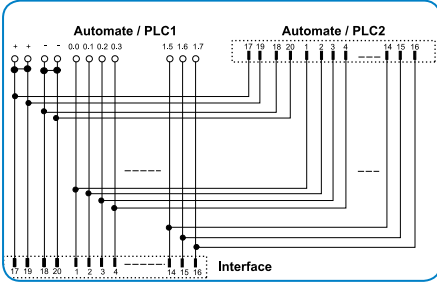 Automate / PLC1 Automate / PLC2
+ + - - 0.0 0.1 0.2 0.3 1.5 1.6 1.7
17 19 18 20 1 2 3 4 14 15 16
17 19 18 20 1 2 3 4 14 15 16
Interface